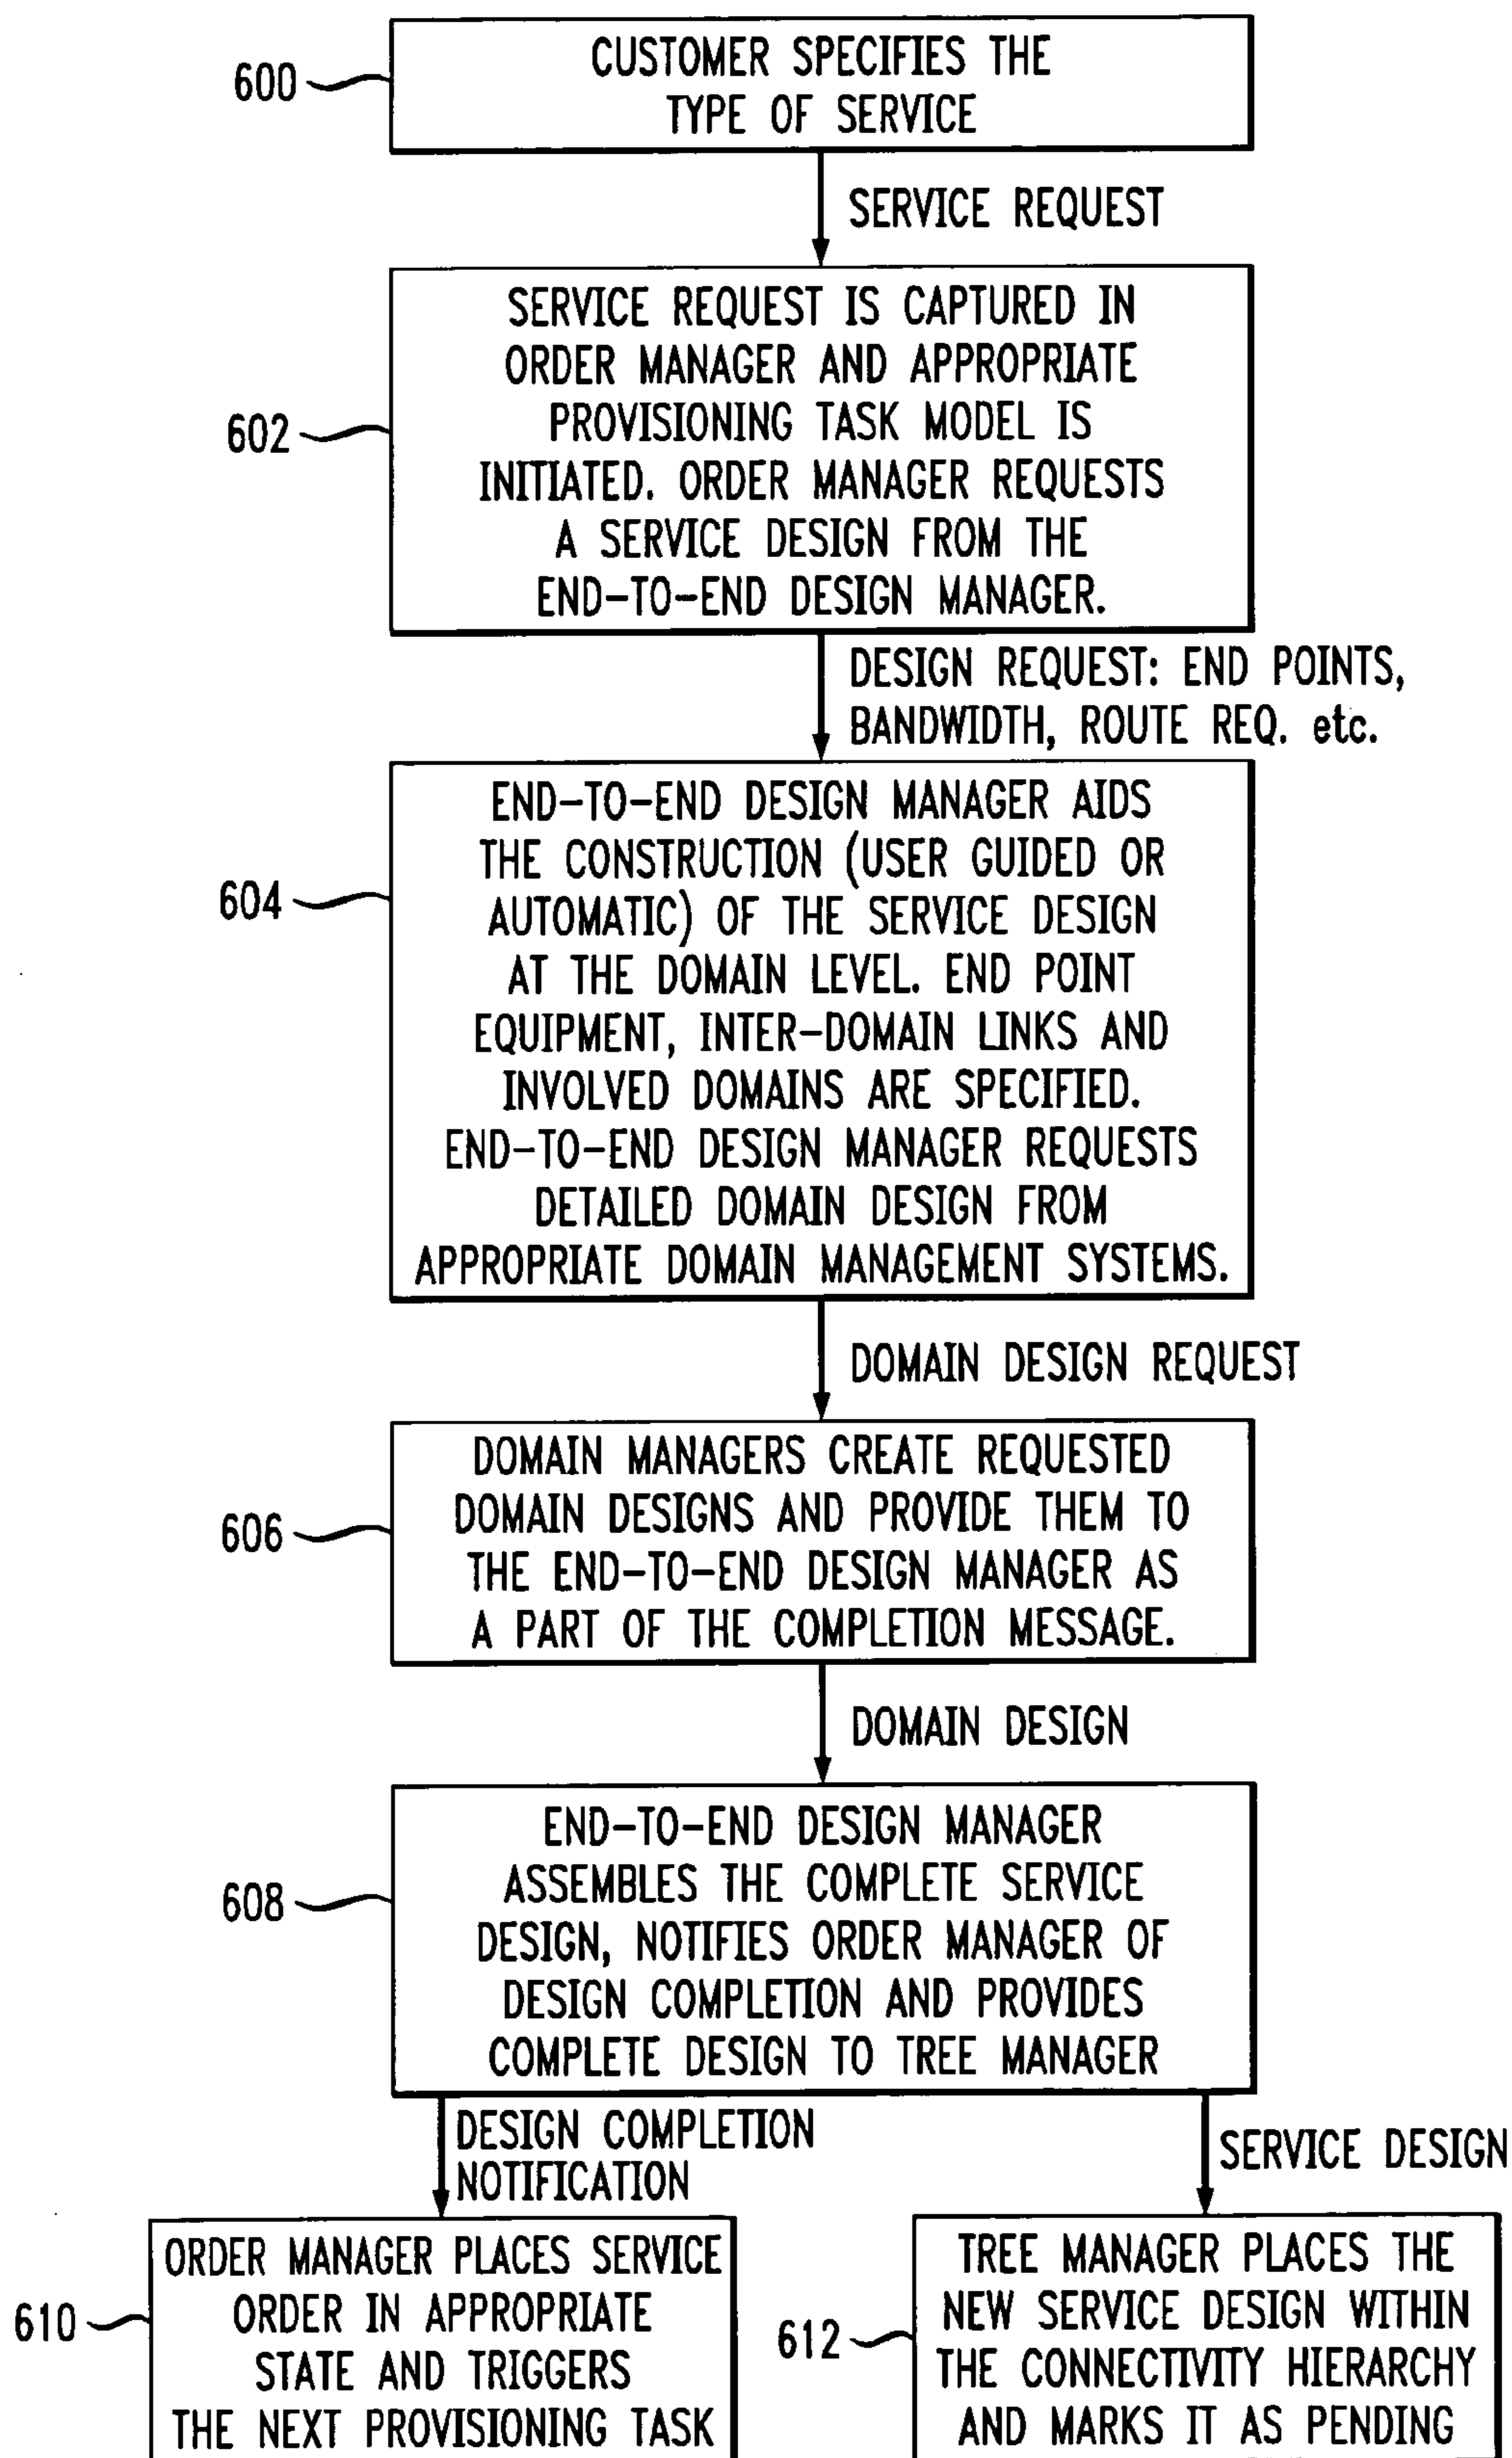 600
CUSTOMER SPECIFIES THE
TYPE OF SERVICE
SERVICE REQUEST
602
SERVICE REQUEST IS CAPTURED IN
ORDER MANAGER AND APPROPRIATE
PROVISIONING TASK MODEL IS
INITIATED. ORDER MANAGER REQUESTS
A SERVICE DESIGN FROM THE
END-TO-END DESIGN MANAGER.
DESIGN REQUEST: END POINTS,
BANDWIDTH, ROUTE REQ. etc.
604
END-TO-END DESIGN MANAGER AIDS
THE CONSTRUCTION (USER GUIDED OR
AUTOMATIC) OF THE SERVICE DESIGN
AT THE DOMAIN LEVEL. END POINT
EQUIPMENT, INTER-DOMAIN LINKS AND
INVOLVED DOMAINS ARE SPECIFIED.
END-TO-END DESIGN MANAGER REQUESTS
DETAILED DOMAIN DESIGN FROM
APPROPRIATE DOMAIN MANAGEMENT SYSTEMS.
DOMAIN DESIGN REQUEST
606
DOMAIN MANAGERS CREATE REQUESTED
DOMAIN DESIGNS AND PROVIDE THEM TO
THE END-TO-END DESIGN MANAGER AS
A PART OF THE COMPLETION MESSAGE.
DOMAIN DESIGN
608
END-TO-END DESIGN MANAGER
ASSEMBLES THE COMPLETE SERVICE
DESIGN, NOTIFIES ORDER MANAGER OF
DESIGN COMPLETION AND PROVIDES
COMPLETE DESIGN TO TREE MANAGER
DESIGN COMPLETION
NOTIFICATION
SERVICE DESIGN
610
ORDER MANAGER PLACES SERVICE
ORDER IN APPROPRIATE
STATE AND TRIGGERS
THE NEXT PROVISIONING TASK
612
TREE MANAGER PLACES THE
NEW SERVICE DESIGN WITHIN
THE CONNECTIVITY HIERARCHY
AND MARKS IT AS PENDING